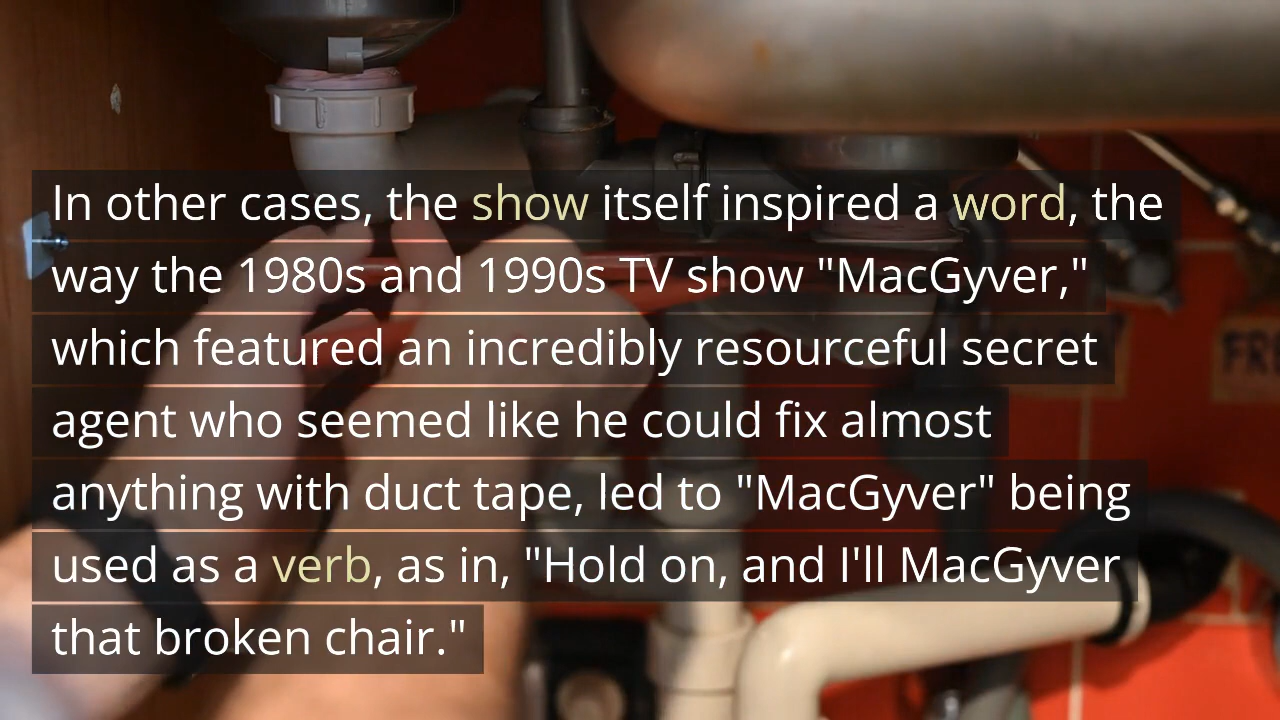 In other cases, the show itself inspired a word, the
way the 1980s and 1990s TV show "MacGyver,"
which featured an incredibly resourceful secret
agent who seemed like he could fix almost
anything with duct tape, led to "MacGyver" being
used as a verb, as in, "Hold on, and I'll MacGyver
that broken chair."